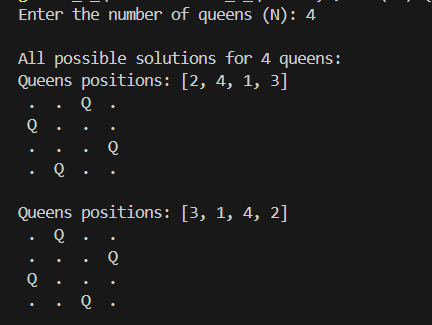 Enter the number of queens (N): 4
All possible solutions for 4 queens:
Queens positions: [2, 4, 1, 3]
. . Q .
Q . . .
. . . Q
. Q . .
Queens positions: [3, 1, 4, 2]
. Q . .
. . . Q
Q . . .
. . Q .